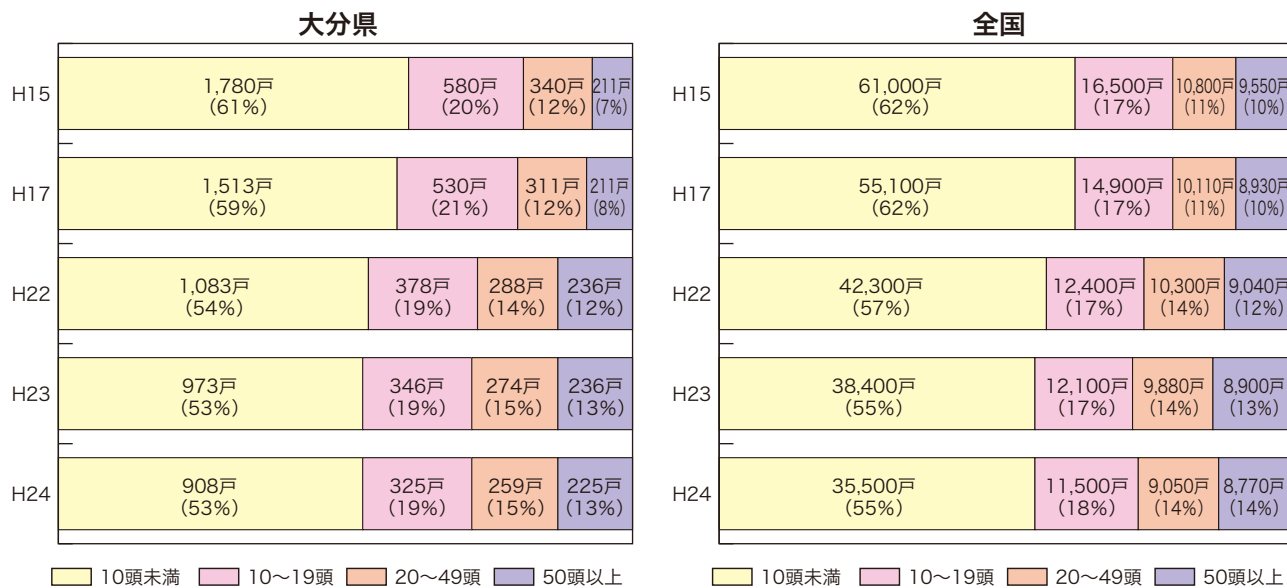 大分県
H15
1,780戸
(61%)
580戸
(20%)
340戸
(12%)
211戸
(7%)
H17
1,513戸
(59%)
530戸
(21%)
311戸
(12%)
211戸
(8%)
H22
1,083戸
(54%)
378戸
(19%)
288戸
(14%)
236戸
(12%)
H23
973戸
(53%)
346戸
(19%)
274戸
(15%)
236戸
(13%)
H24
908戸
(53%)
325戸
(19%)
259戸
(15%)
225戸
(13%)
10頭未満 10〜19頭 20〜49頭 50頭以上
全国
H15
61,000戸
(62%)
16,500戸
(17%)
10,800戸
(11%)
9,550戸
(10%)
H17
55,100戸
(62%)
14,900戸
(17%)
10,110戸
(11%)
8,930戸
(10%)
H22
42,300戸
(57%)
12,400戸
(17%)
10,300戸
(14%)
9,040戸
(12%)
H23
38,400戸
(55%)
12,100戸
(17%)
9,880戸
(14%)
8,900戸
(13%)
H24
35,500戸
(55%)
11,500戸
(18%)
9,050戸
(14%)
8,770戸
(14%)
10頭未満 10〜19頭 20〜49頭 50頭以上